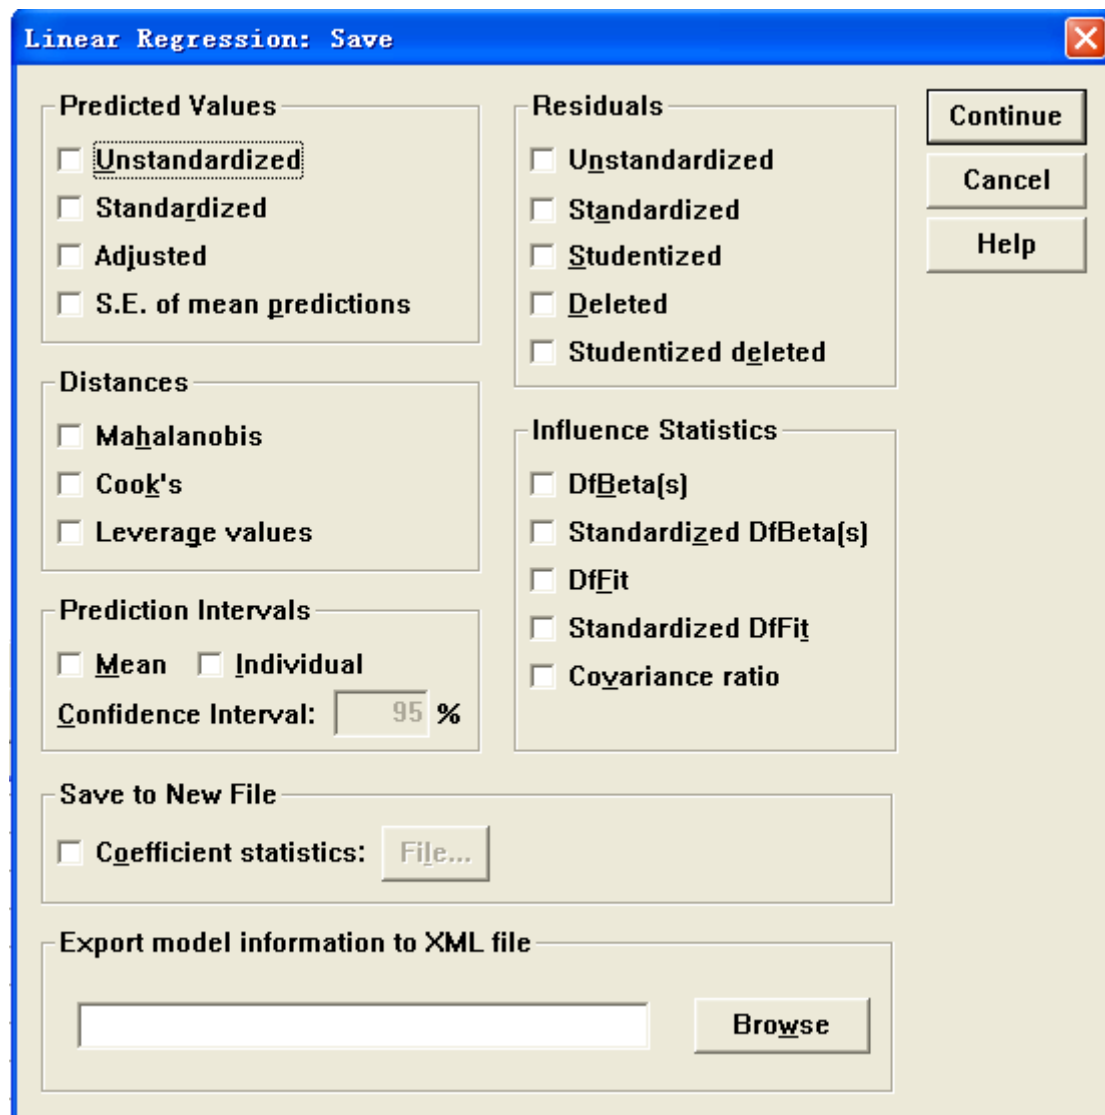 Linear Regression: Save
Predicted Values
Unstandardized
Standardized
Adjusted
S.E. of mean predictions
Distances
Mahalanobis
Cook's
Leverage values
Prediction Intervals
Mean Individual
Confidence Interval: 95 %
Residuals
Unstandardized
Standardized
Studentized
Deleted
Studentized deleted
Influence Statistics
DfBeta(s)
Standardized DfBeta(s)
DfFit
Standardized DfFit
Covariance ratio
Continue
Cancel
Help
Save to New File
Coefficient statistics: File...
Export model information to XML file
Browse